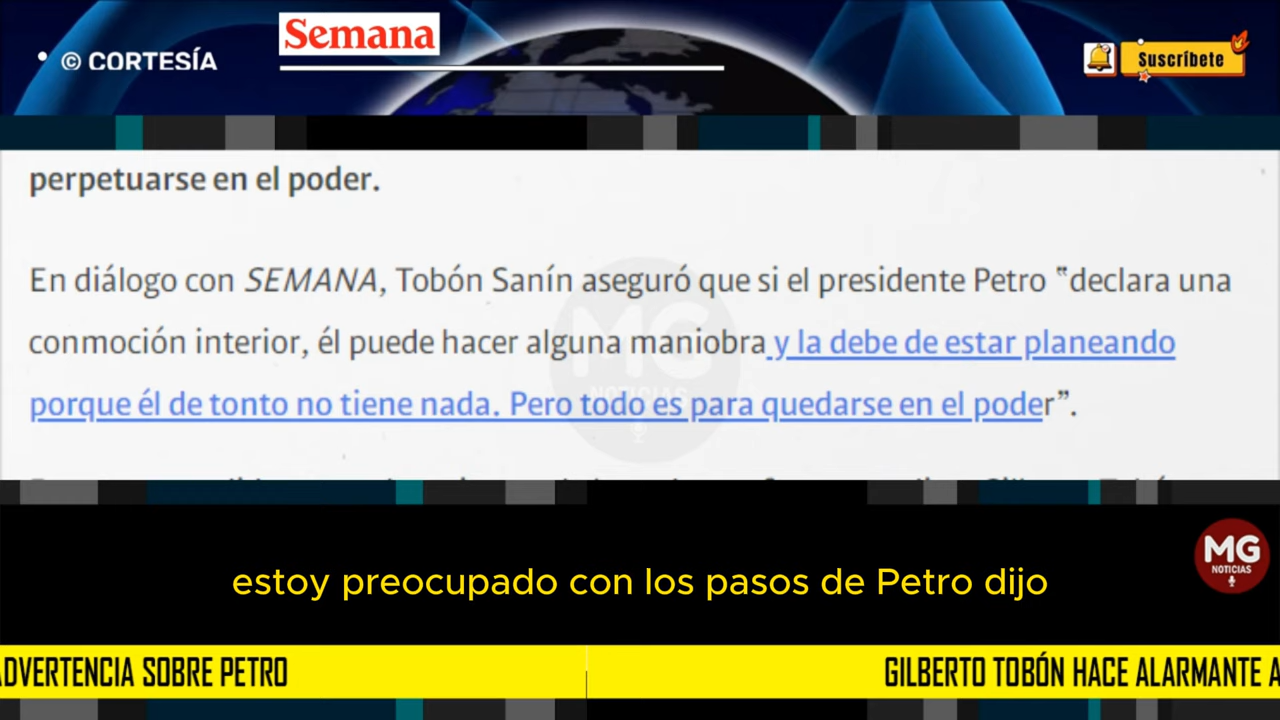 © CORTESÍA
Semana
Suscríbete
perpetuarse en el poder.
En diálogo con SEMANA, Tobón Sanín aseguró que si el presidente Petro “declara una
conmoción interior, él puede hacer alguna maniobra y la debe de estar planeando
porque él de tonto no tiene nada. Pero todo es para quedarse en el poder”.
MG
NOTICIAS
estoy preocupado con los pasos de Petro dijo
MG
NOTICIAS
ADVERTENCIA SOBRE PETRO
GILBERTO TOBÓN HACE ALARMANTE A